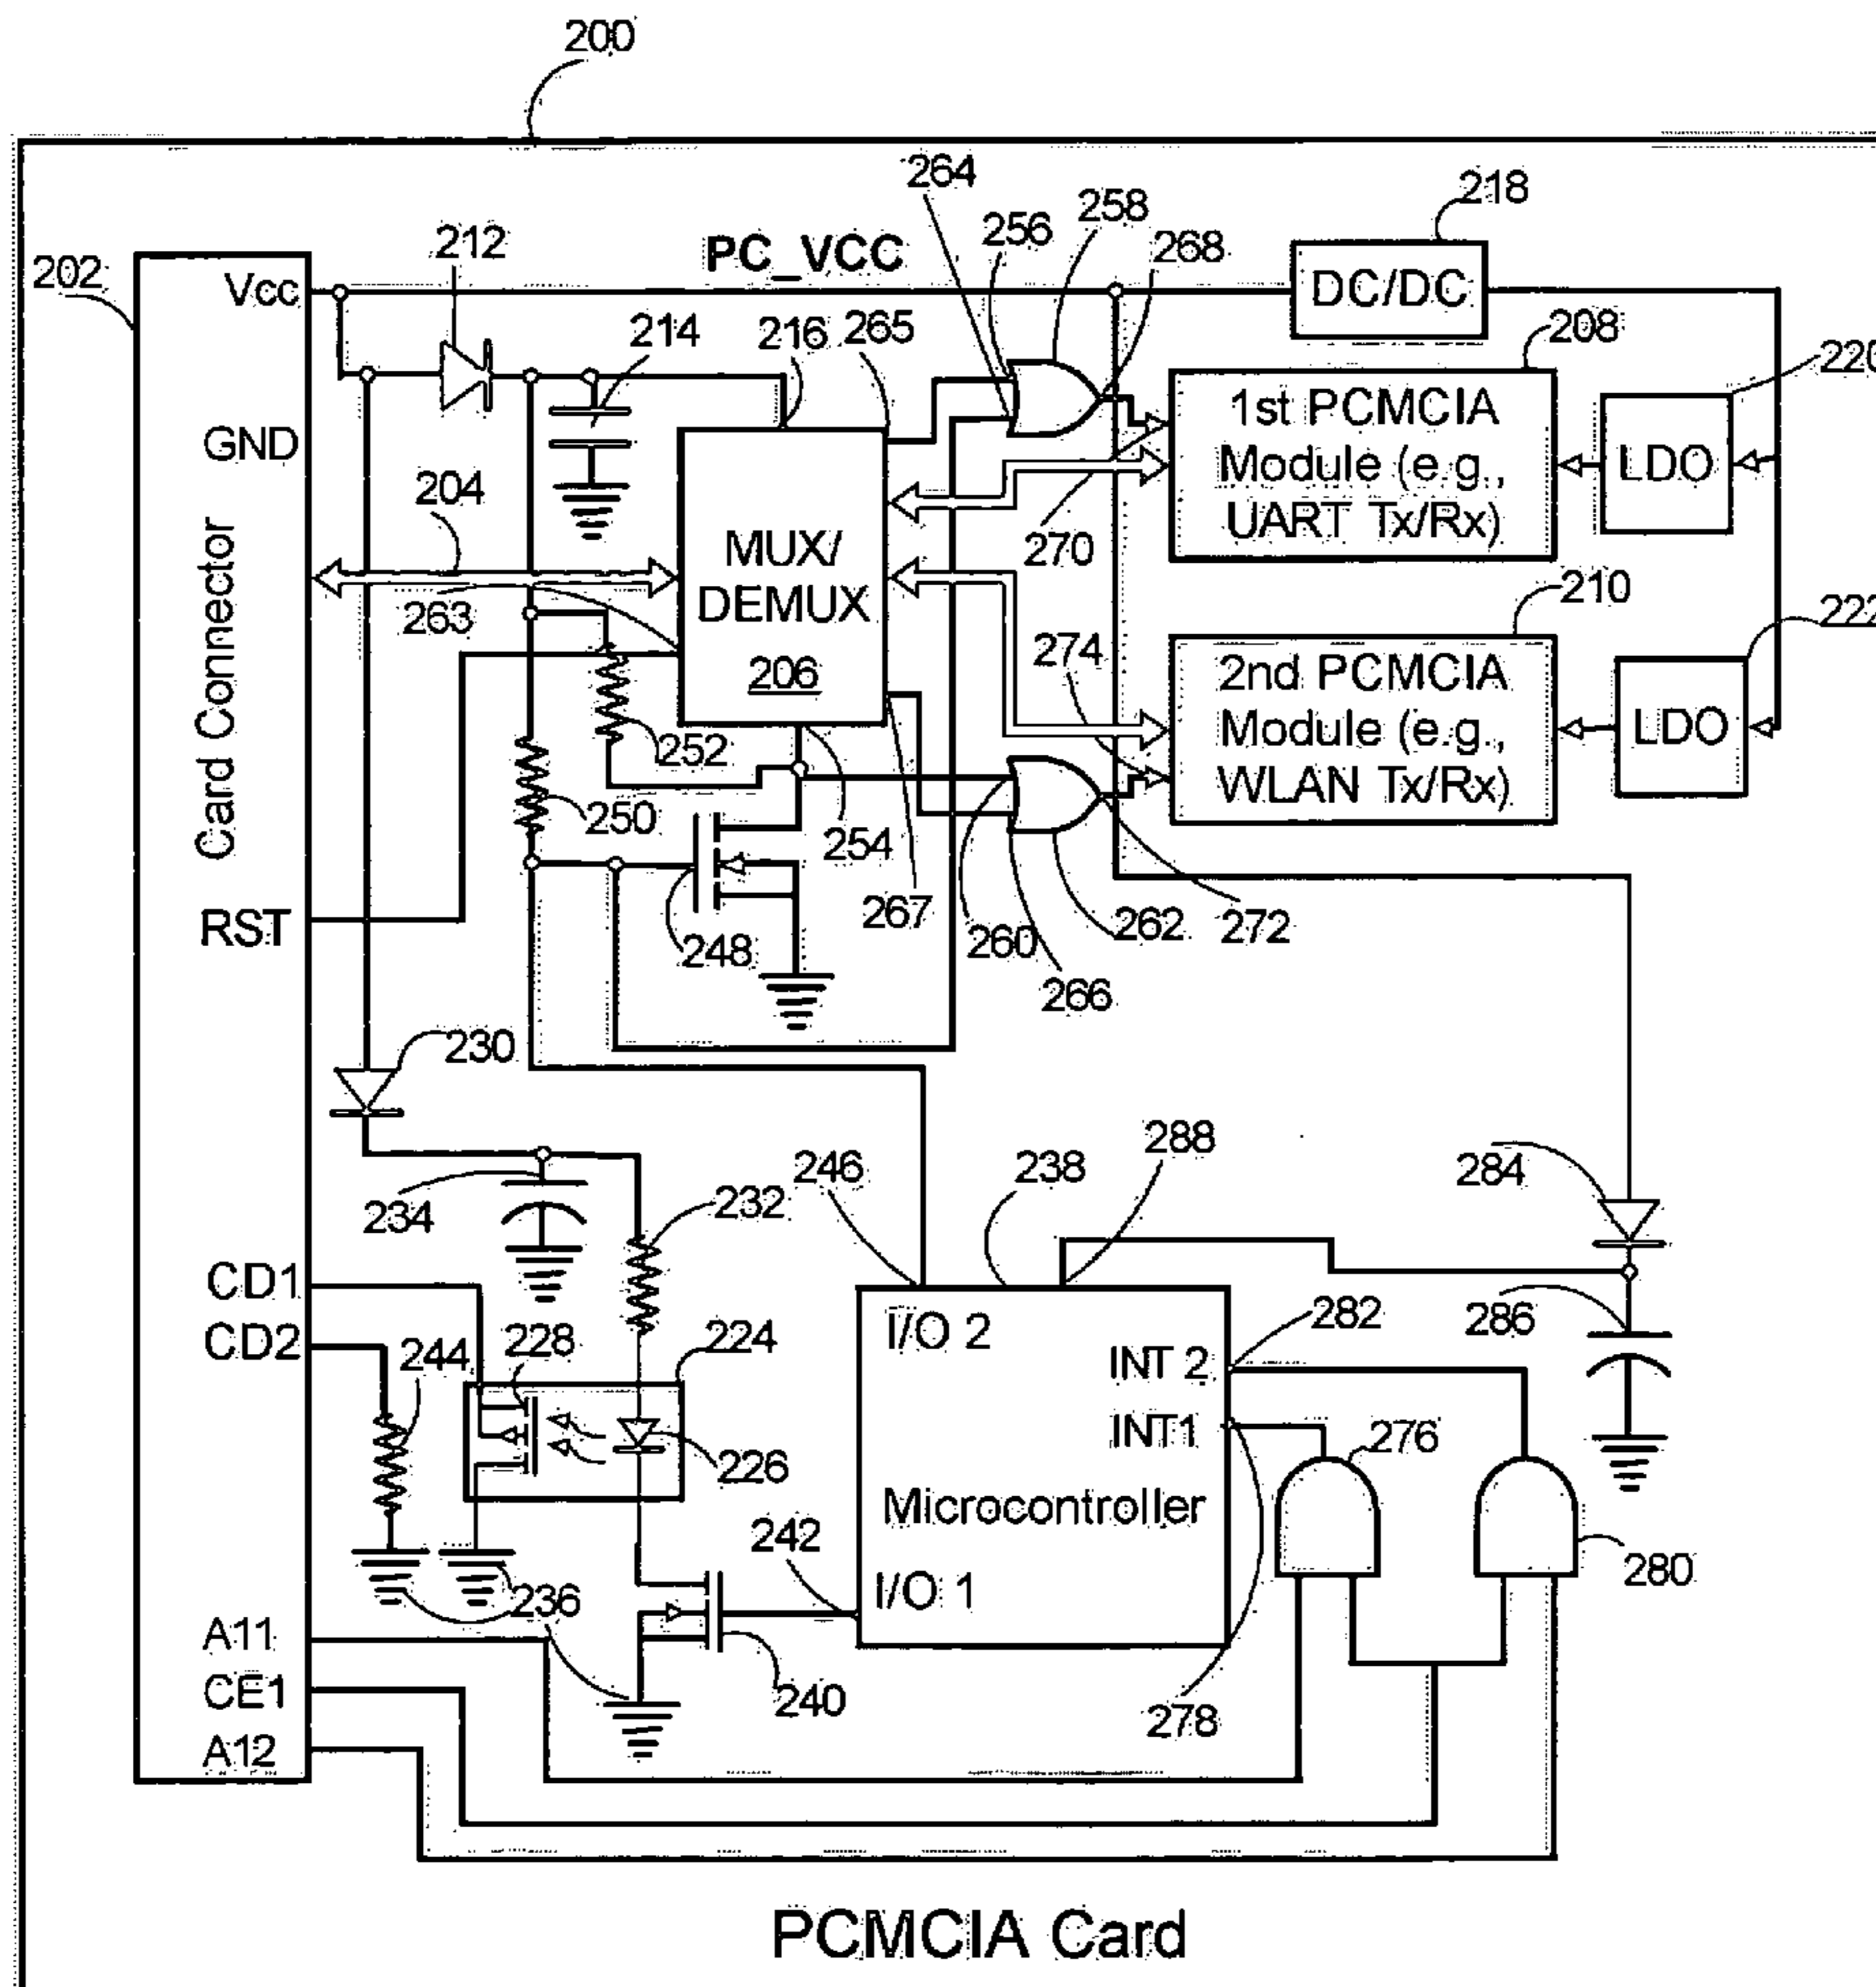 200
264
258
218
212
256
268
202
PC_VCC
Vcc
DC/DC
214
216
265
208
220
1st PCMCIA
Module (e.g.,
UART Tx/Rx)
LDO
GND
204
270
MUX/
DEMUX
206
263
210
222
274
2nd PCMCIA
Module (e.g.,
WLAN Tx/Rx)
LDO
Card Connector
252
250
254
RST
248
267
260
262
272
266
230
246
238
288
284
234
232
CD1
CD2
228
224
244
I/O 2
282
286
INT 2
INT1
276
226
Microcontroller
242
I/O 1
280
236
A11
CE1
A12
240
278
PCMCIA Card